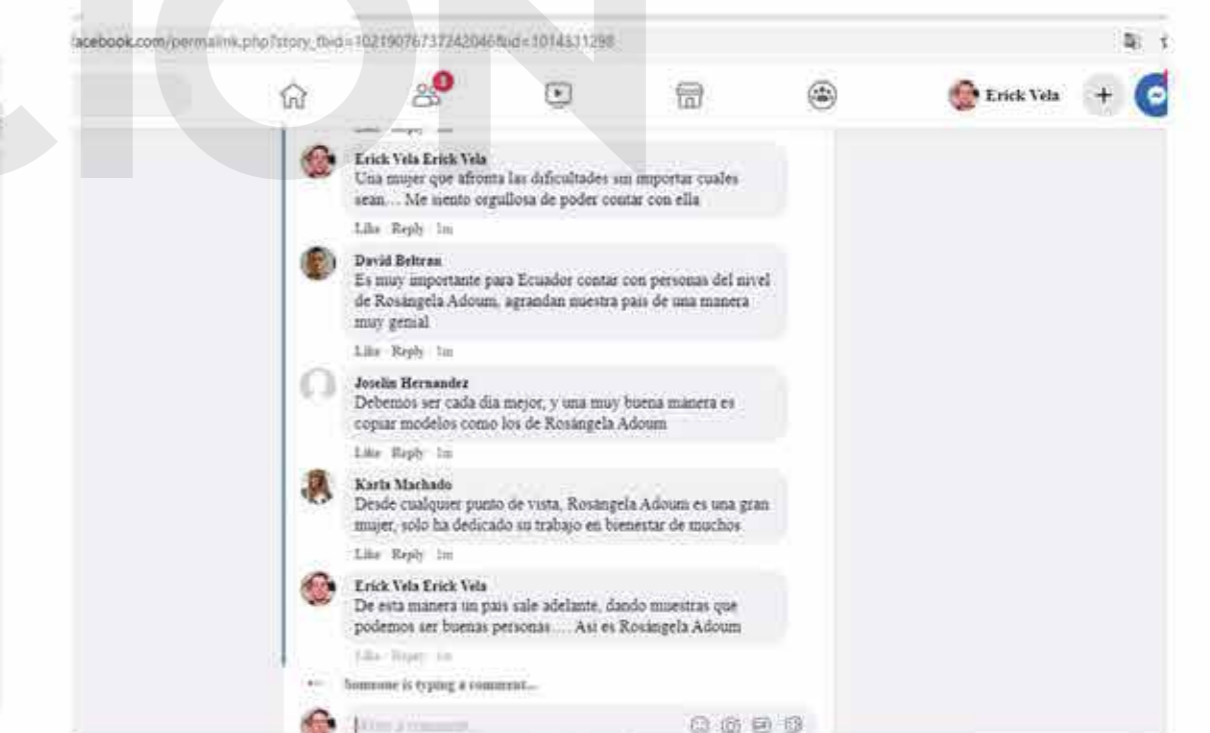 acebook.com/permalink.php?story_fbid=10219076737242046&id=1014331298
3
Erick Vela
Erick Vela Erick Vela
Una mujer que afronta las dificultades sin importar cuales
sean... Me siento orgullosa de poder contar con ella
Like Reply 1m
David Beltran
Es muy importante para Ecuador contar con personas del nivel
de Rosángela Adoum, agrandan nuestra pais de una manera
muy genial
Like Reply 1m
Joselin Hernandez
Debemos ser cada dia mejor, y una muy buena manera es
copiar modelos como los de Rosángela Adoum
Like Reply 1m
Karla Machado
Desde cualquier punto de vista, Rosángela Adoum es una gran
mujer, solo ha dedicado su trabajo en bienestar de muchos
Like Reply 1m
Erick Vela Erick Vela
De esta manera un pais sale adelante, dando muestras que
podemos ser buenas personas.... Asi es Rosángela Adoum
Like Reply 1m
Someone is typing a comment...
Write a comment...